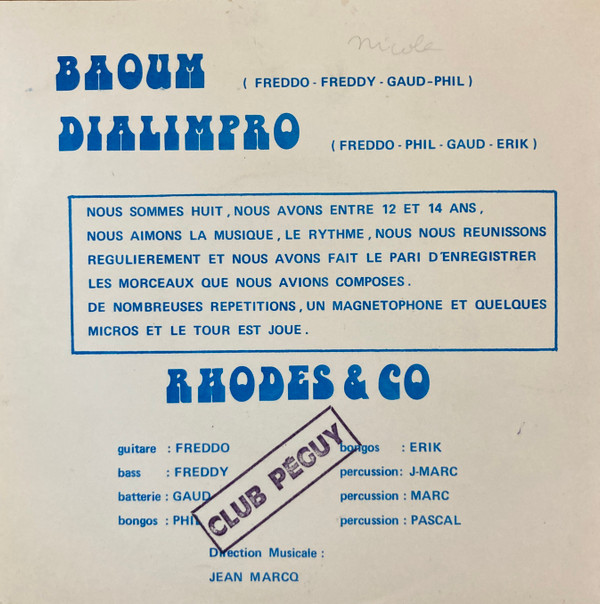 Nicole
BAOUM ( FREDDO - FREDDY - GAUD-PHIL )
DIALIMPRO ( FREDDO - PHIL - GAUD - ERIK )
NOUS SOMMES HUIT , NOUS AVONS ENTRE 12 ET 14 ANS ,
NOUS AIMONS LA MUSIQUE , LE RYTHME , NOUS NOUS REUNISSONS
REGULIEREMENT ET NOUS AVONS FAIT LE PARI D'ENREGISTRER
LES MORCEAUX QUE NOUS AVIONS COMPOSES .
DE NOMBREUSES REPETITIONS , UN MAGNETOPHONE ET QUELQUES
MICROS ET LE TOUR EST JOUE .
RHODES & CO
guitare : FREDDO
bass : FREDDY
batterie : GAUD
bongos : PHIL
CLUB PÉGUY
bongos : ERIK
percussion : J-MARC
percussion : MARC
percussion : PASCAL
Direction Musicale :
JEAN MARCQ